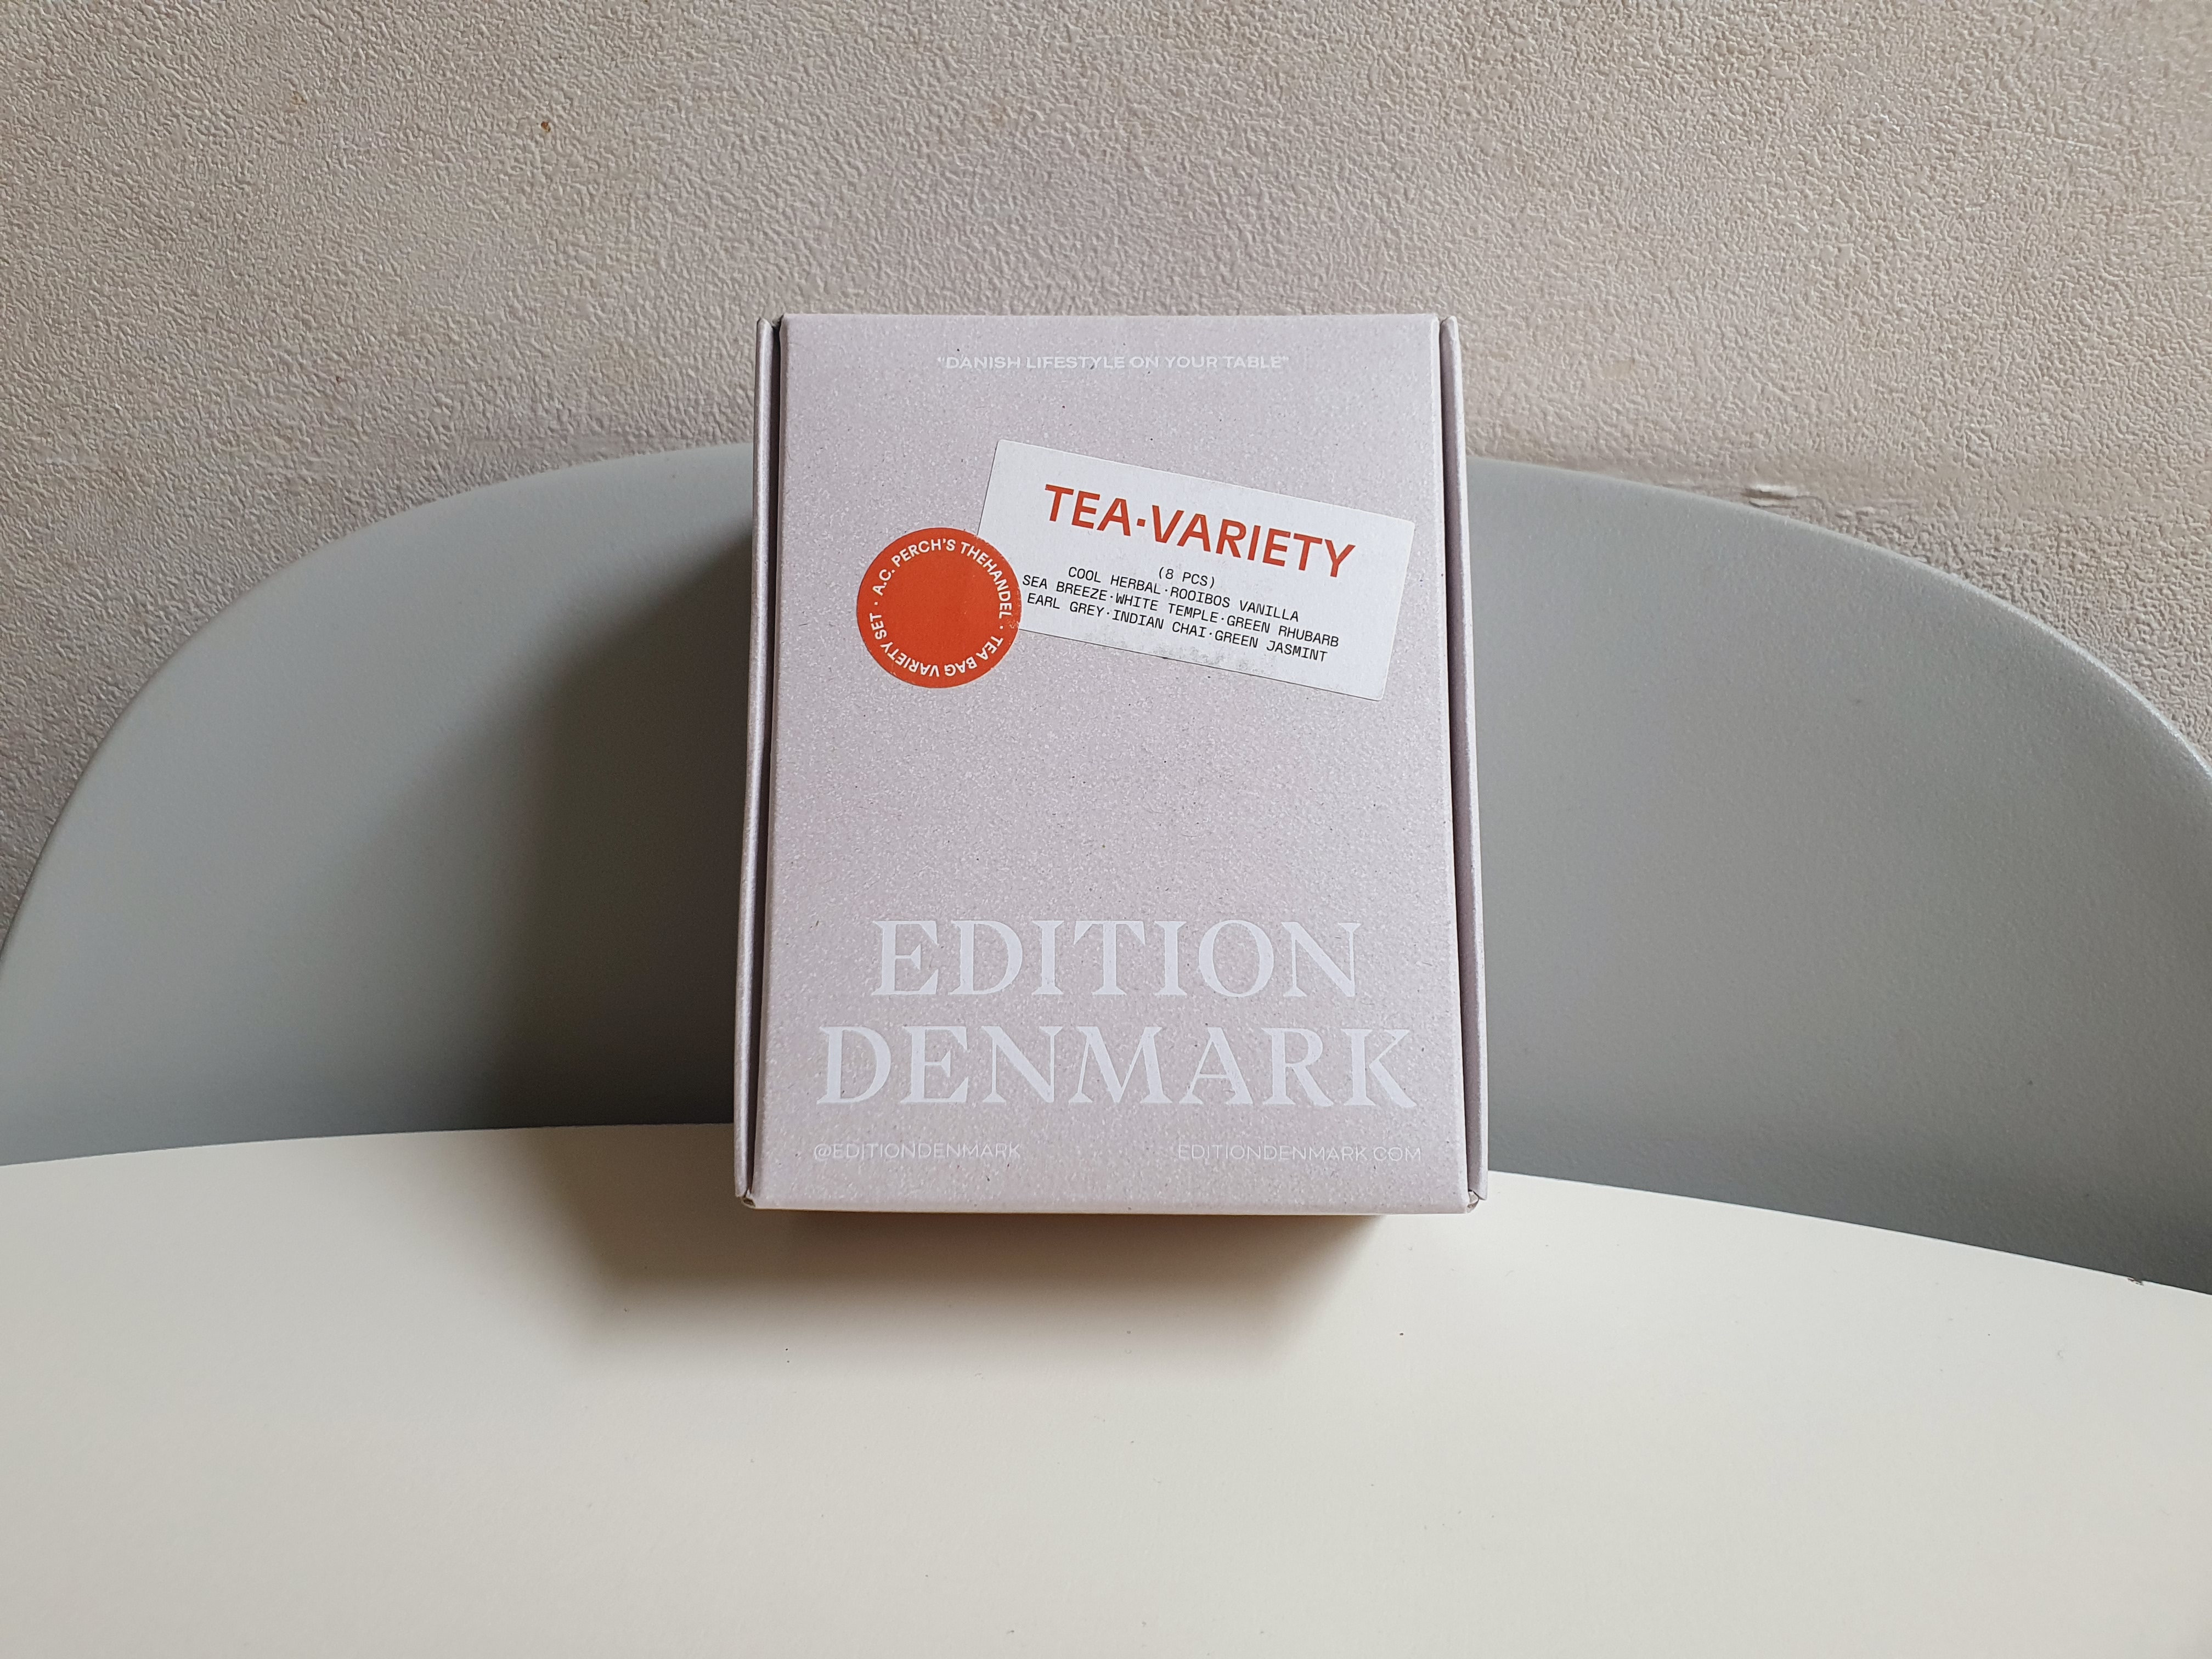 "DANISH LIFESTYLE ON YOUR TABLE"
TEA·VARIETY
(8 PCS)
COOL HERBAL·ROOIBOS VANILLA
SEA BREEZE·WHITE TEMPLE·GREEN RHUBARB
EARL GREY·INDIAN CHAI·GREEN JASMINT
A.C. PERCH'S THEHANDEL · TEA BAG VARIETY SET ·
EDITION
DENMARK
@EDITIONDENMARK
EDITIONDENMARK.COM